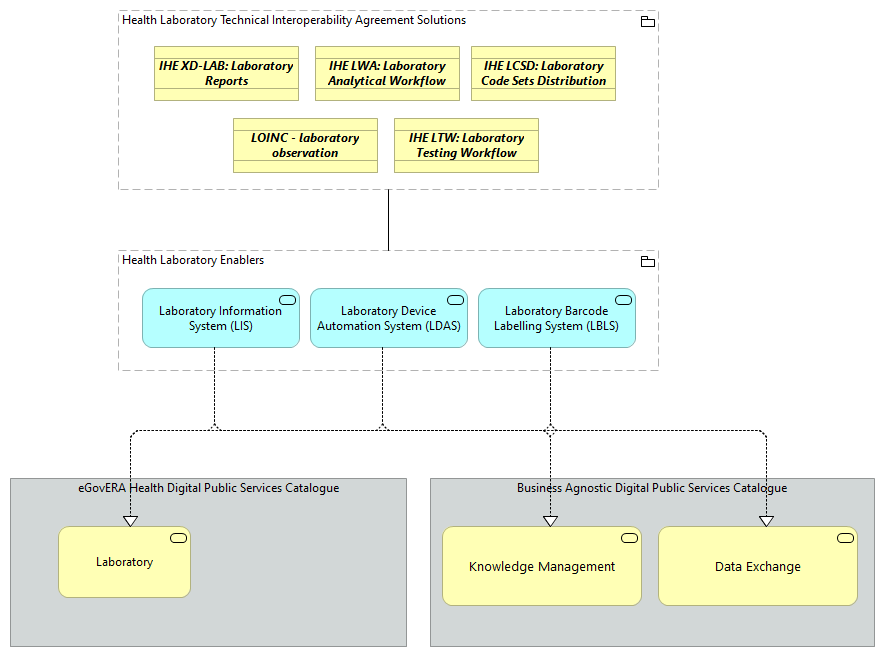 Health Laboratory Technical Interoperability Agreement Solutions
IHE XD-LAB: Laboratory
Reports
IHE LWA: Laboratory
Analytical Workflow
IHE LCSD: Laboratory
Code Sets Distribution
LOINC - laboratory
observation
IHE LTW: Laboratory
Testing Workflow
Health Laboratory Enablers
Laboratory Information
System (LIS)
Laboratory Device
Automation System (LDAS)
Laboratory Barcode
Labelling System (LBLS)
eGovERA Health Digital Public Services Catalogue
Laboratory
Business Agnostic Digital Public Services Catalogue
Knowledge Management
Data Exchange